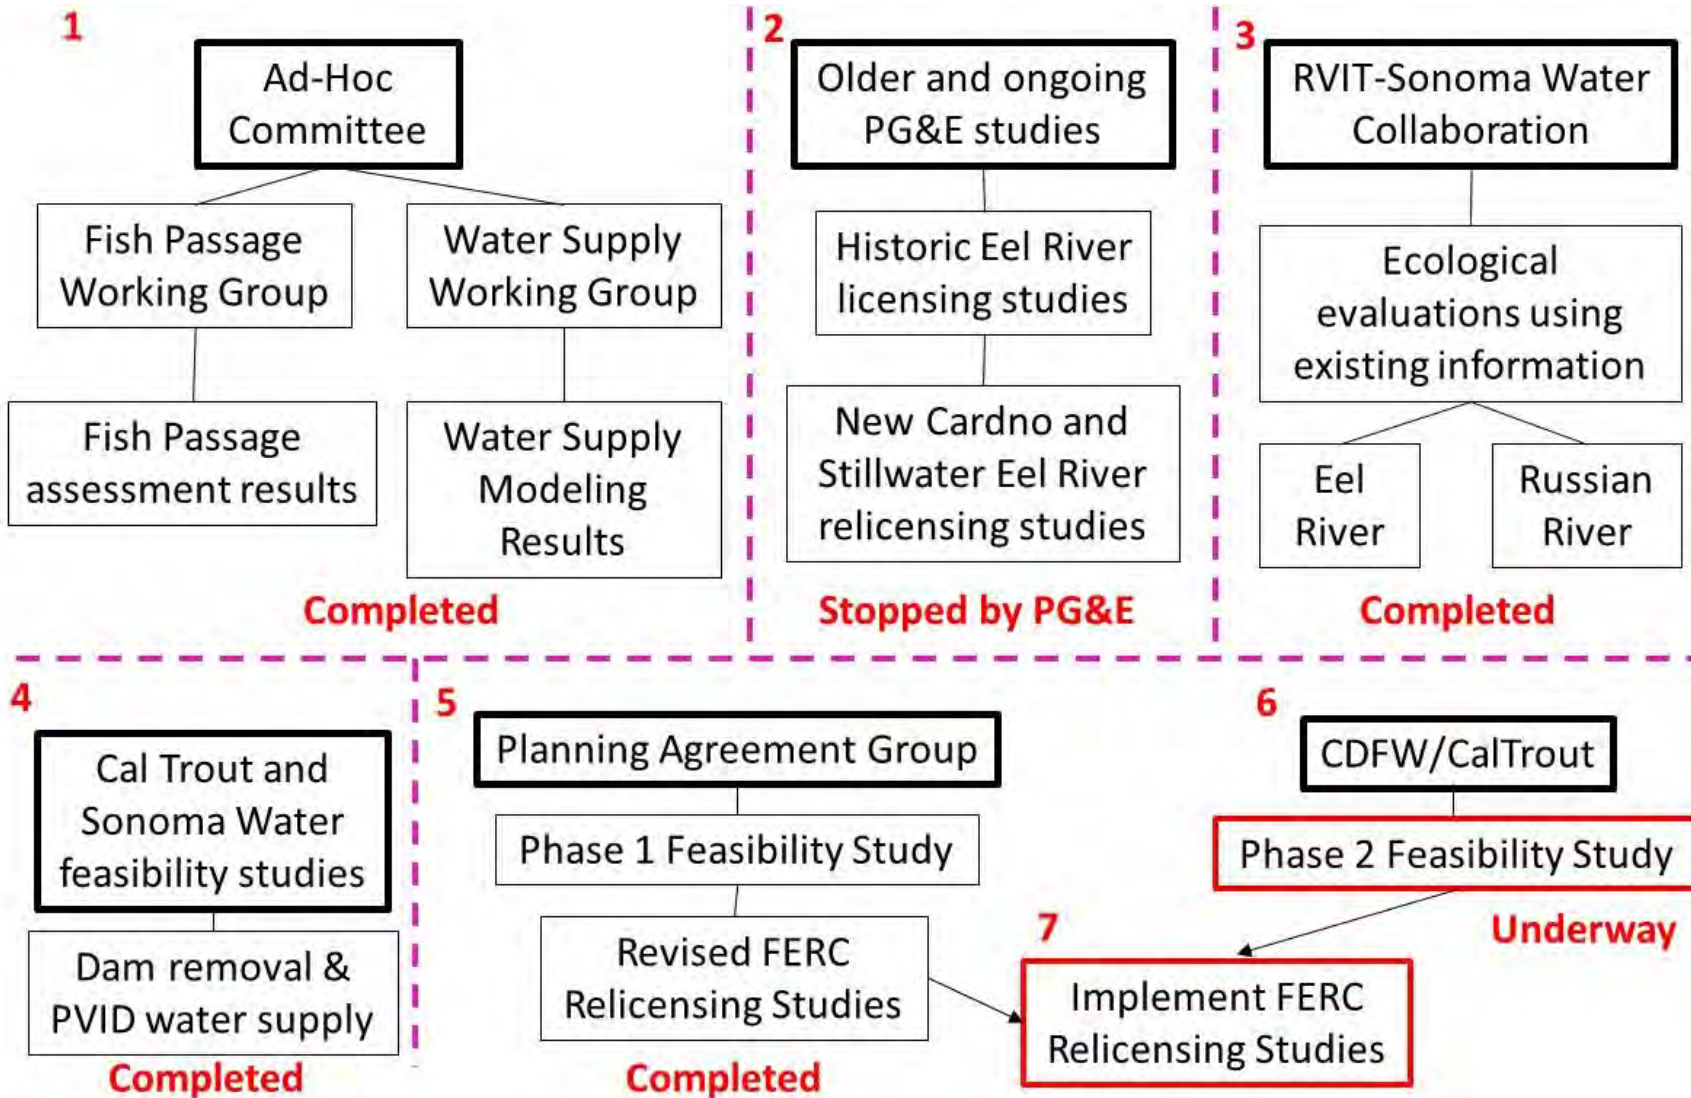 1
Ad-Hoc
Committee
Fish Passage
Working Group
Water Supply
Working Group
Fish Passage
assessment results
Water Supply
Modeling
Results
Completed
2
Older and ongoing
PG&E studies
Historic Eel River
licensing studies
New Cardno and
Stillwater Eel River
relicensing studies
Stopped by PG&E
3
RVIT-Sonoma Water
Collaboration
Ecological
evaluations using
existing information
Eel
River
Russian
River
Completed
4
Cal Trout and
Sonoma Water
feasibility studies
Dam removal &
PVID water supply
Completed
5
Planning Agreement Group
Phase 1 Feasibility Study
Revised FERC
Relicensing Studies
Completed
6
CDFW/CalTrout
Phase 2 Feasibility Study
Underway
7
Implement FERC
Relicensing Studies